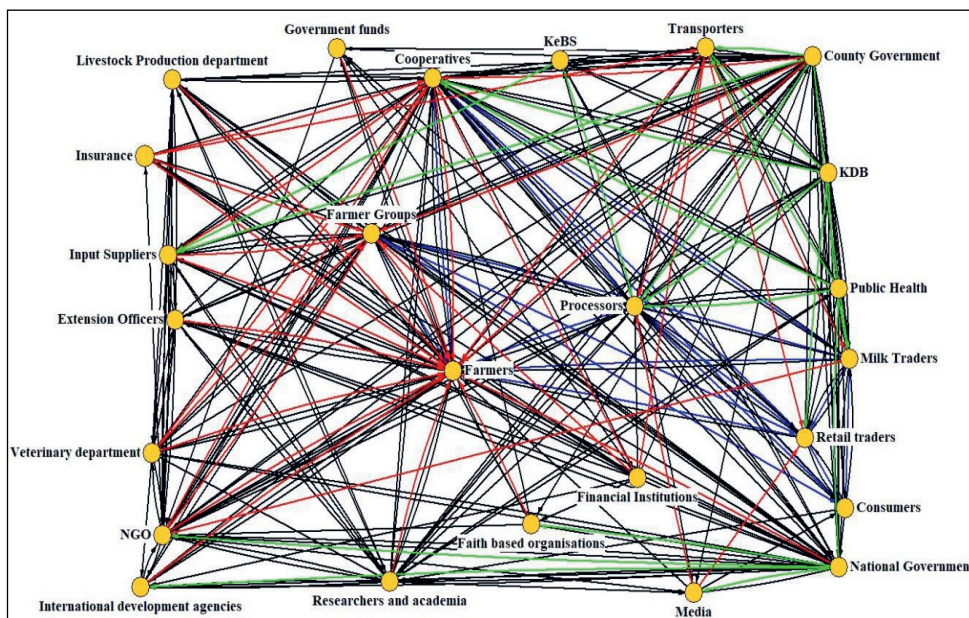 Government funds
Transporters
KeBS
Cooperatives
County Government
Livestock Production department
Insurance
KDB
Farmer Groups
Input Suppliers
Public Health
Processors
Extension Officers
Milk Traders
Farmers
Retail traders
Veterinary department
Financial Institutions
Consumers
NGO
Faith based organisations
National Government
International development agencies
Researchers and academia
Media